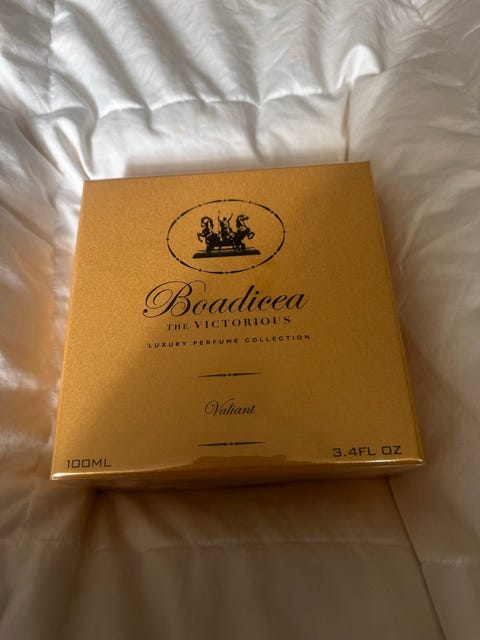 Boadicea
THE VICTORIOUS
LUXURY PERFUME COLLECTION
Valiant
100ML
3.4FL OZ